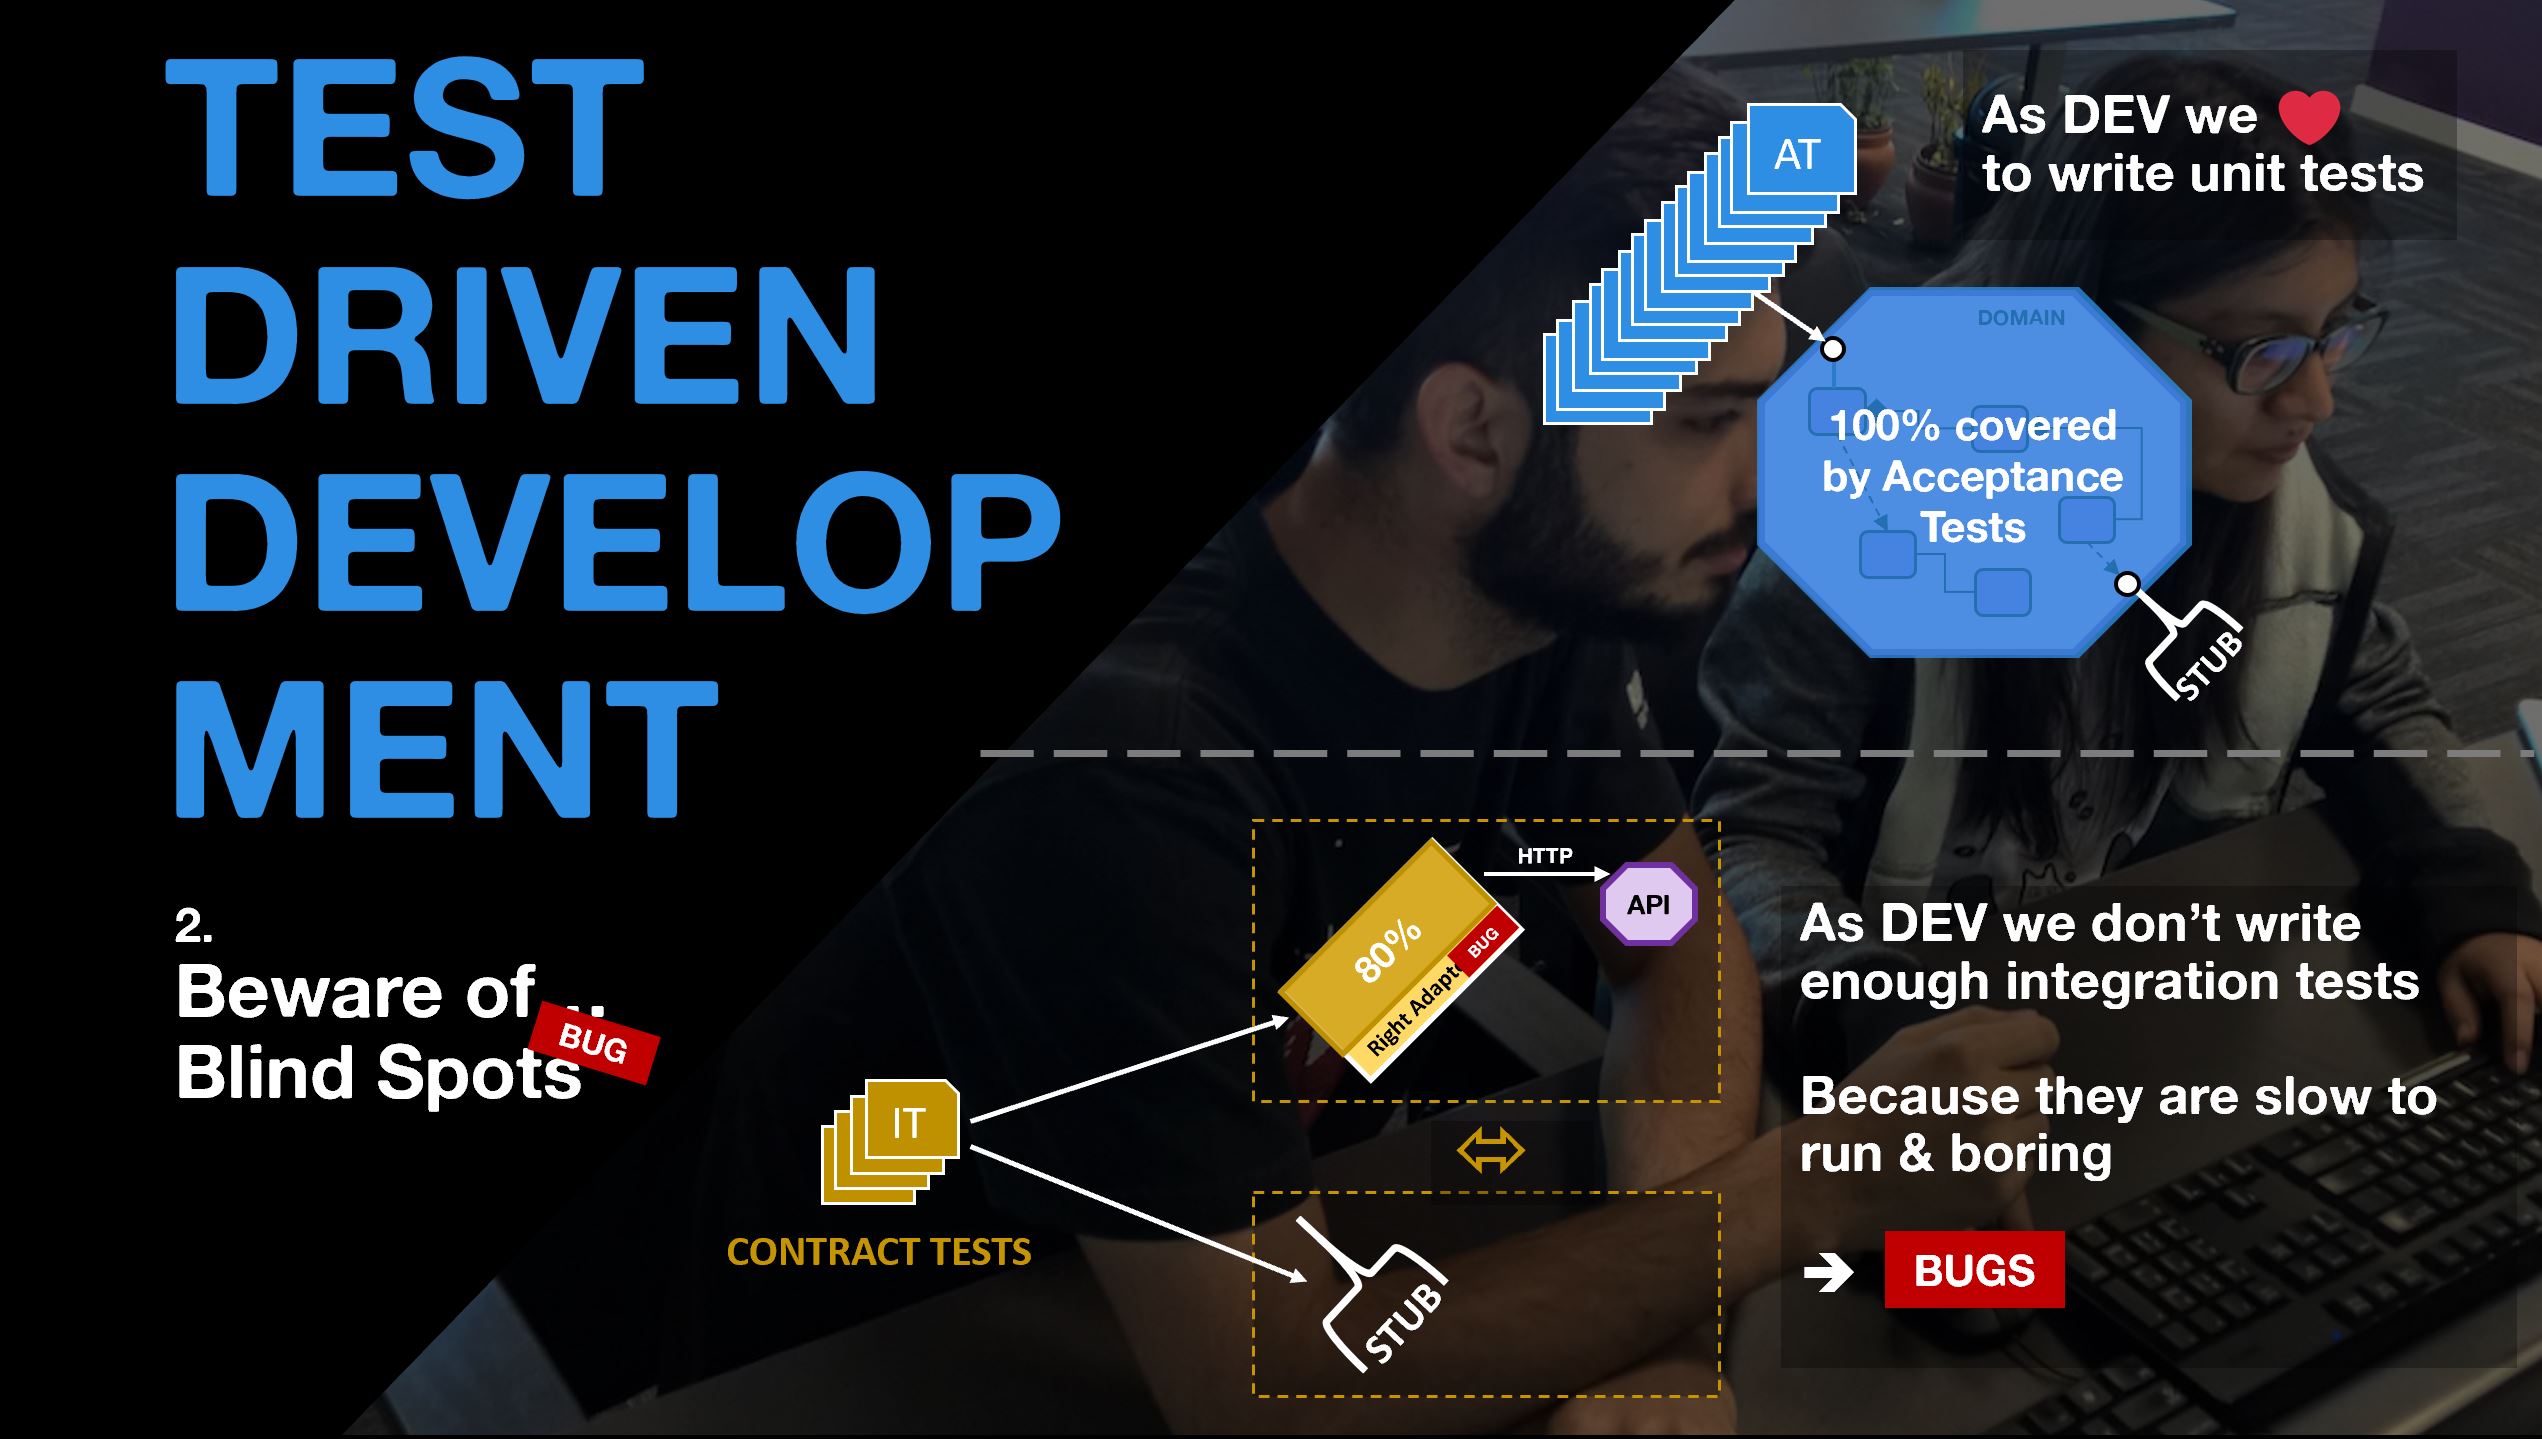 TEST
DRIVEN
DEVELOP
MENT
2.
Beware of ..
Blind Spots
BUG
As DEV we
to write unit tests
AT
DOMAIN
100% covered
by Acceptance
Tests
STUB
HTTP
API
80%
BUG
Right Adapte
IT
CONTRACT TESTS
STUB
As DEV we don't write
enough integration tests
Because they are slow to
run & boring
BUGS